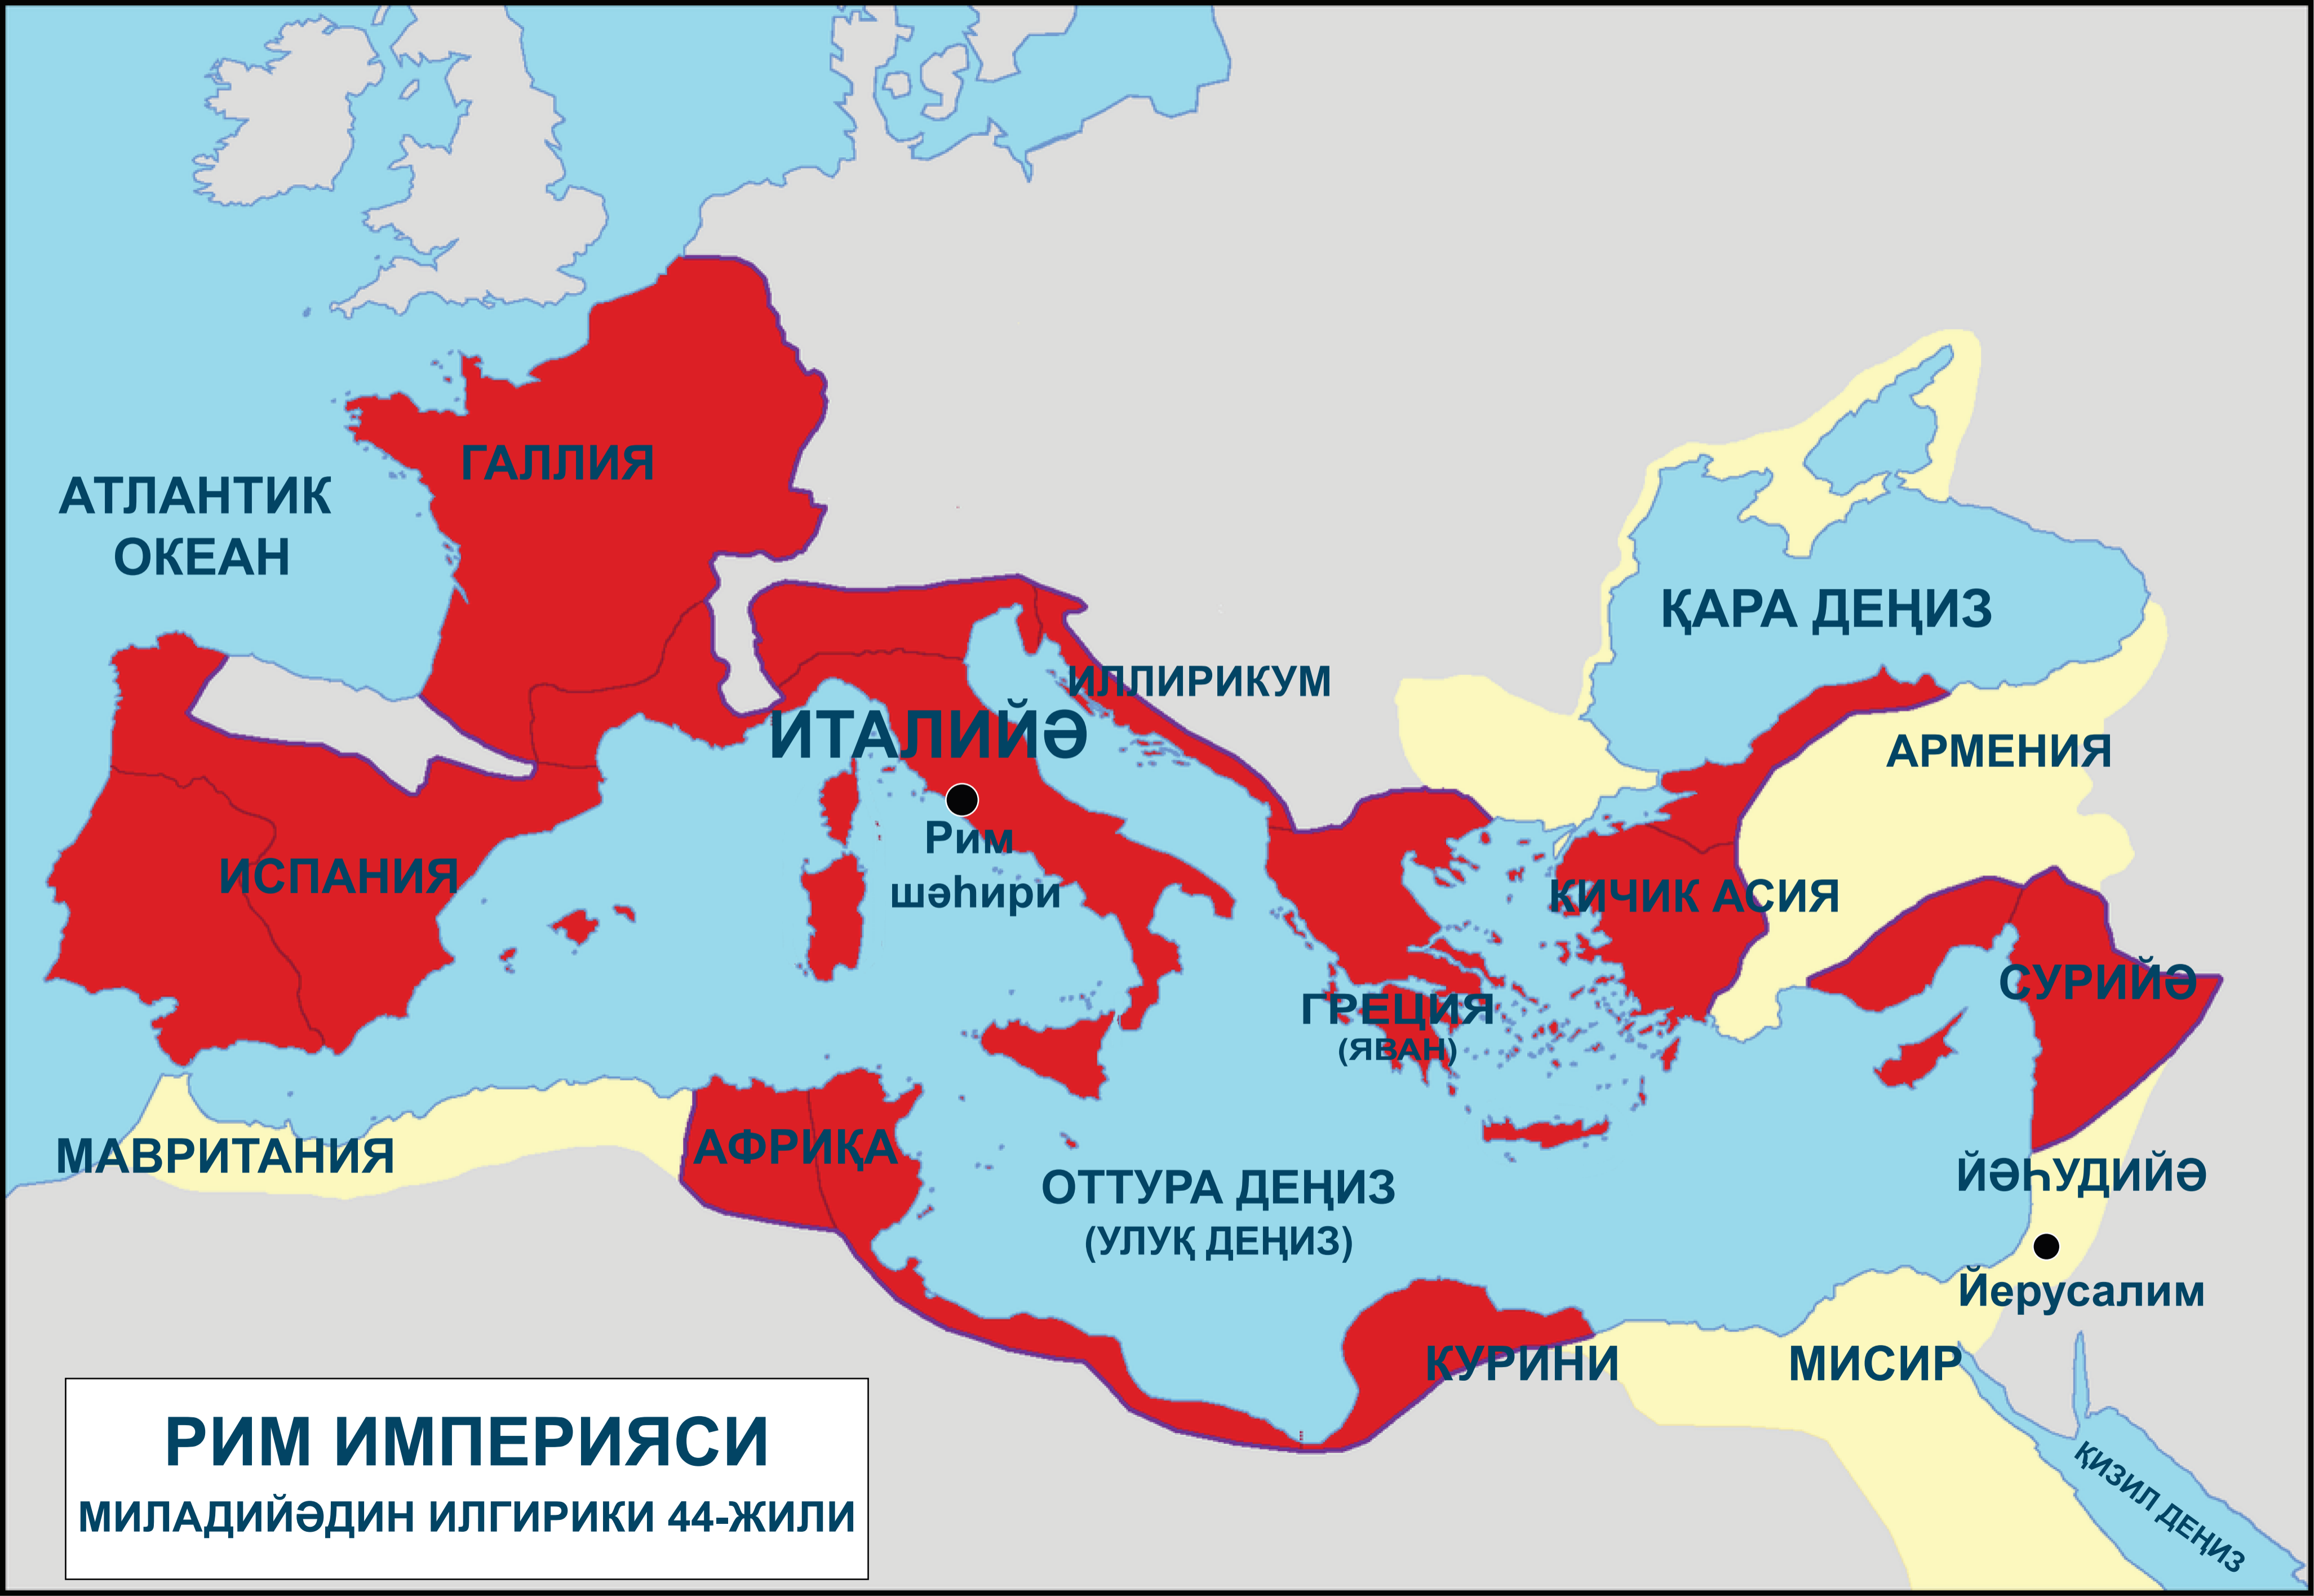 ГАЛЛИЯ
АТЛАНТИК
ОКЕАН
ҚАРА ДЕҢИЗ
ИЛЛИРИКУМ
ИТАЛИЙӘ
АРМЕНИЯ
Рим
шәһири
ИСПАНИЯ
КИЧИК АСИЯ
СУРИЙӘ
ГРЕЦИЯ
(ЯВАН)
МАВРИТАНИЯ
АФРИҚА
ОТТУРА ДЕҢИЗ
(УЛУҚ ДЕҢИЗ)
ЙӘҺУДИЙӘ
Йерусалим
КУРИНИ
МИСИР
ҚИЗИЛ ДЕҢИЗ
РИМ ИМПЕРИЯСИ
МИЛАДИЙӘДИН ИЛГИРИКИ 44-ЖИЛИ